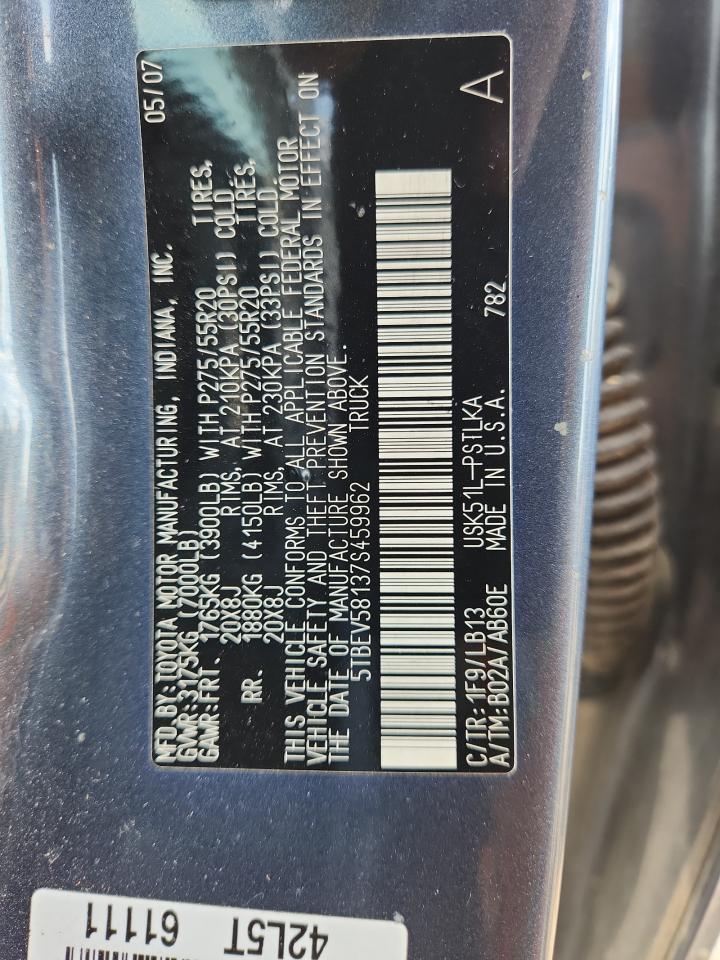 MFD. BY: TOYOTA MOTOR MANUFACTURING, INDIANA, INC. 05/07
GVWR: 3175KG (7000LB)
GAWR: FRT. 1765KG (3900LB) WITH P275/55R20 TIRES,
20X8J RIMS, AT 210KPA (30PSI) COLD.
RR. 1880KG (4150LB) WITH P275/55R20 TIRES,
20X8J RIMS, AT 230KPA (33PSI) COLD.
THIS VEHICLE CONFORMS TO ALL APPLICABLE FEDERAL MOTOR
VEHICLE SAFETY AND THEFT PREVENTION STANDARDS IN EFFECT ON
THE DATE OF MANUFACTURE SHOWN ABOVE.
5TBEV58137S459962 TRUCK
C/TR: 1F9/LB13 USK51L-PSTLKA A
A/TM: B02A/AB60E MADE IN U.S.A. 782
42L5T
61111